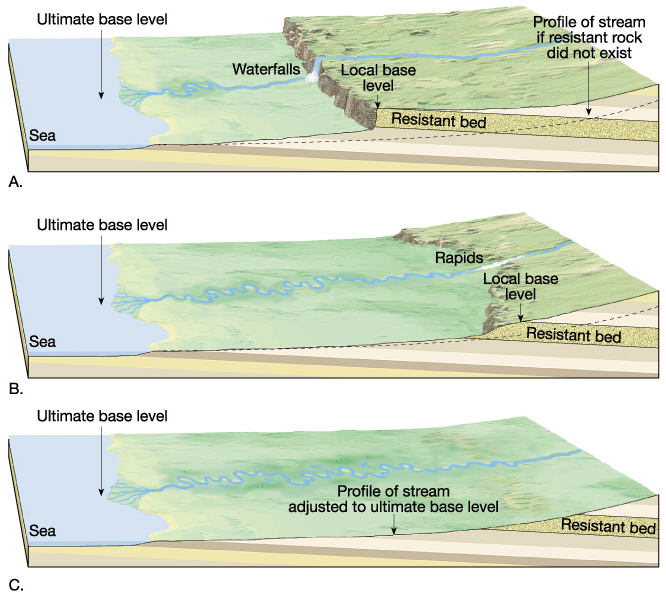 Ultimate base level
Profile of stream
if resistant rock
did not exist
Waterfalls
Local base
level
Resistant bed
Sea
A.
Ultimate base level
Rapids
Local base
level
Resistant bed
Sea
B.
Ultimate base level
Profile of stream
adjusted to ultimate base level
Resistant bed
Sea
C.